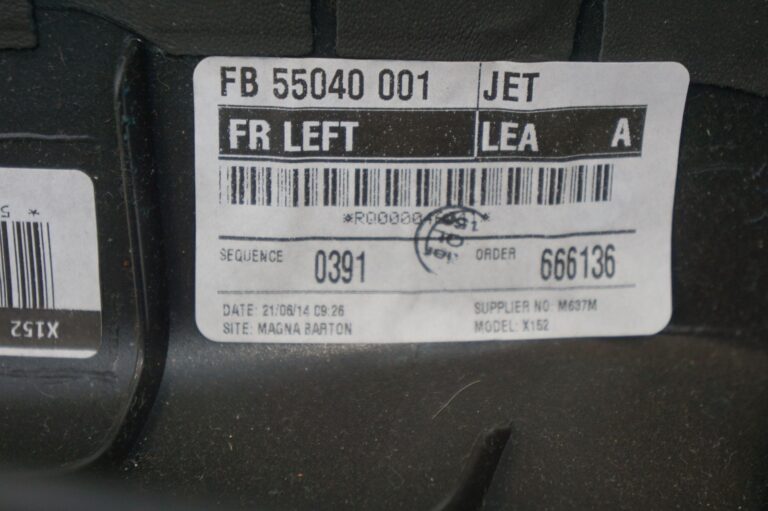 FB 55040 001 JET
FR LEFT LEA A
SEQUENCE 0391 ORDER 666136
DATE: 21/06/14 09:26 SUPPLIER NO. M637M
SITE: MAGNA BARTON MODEL: X152
X152